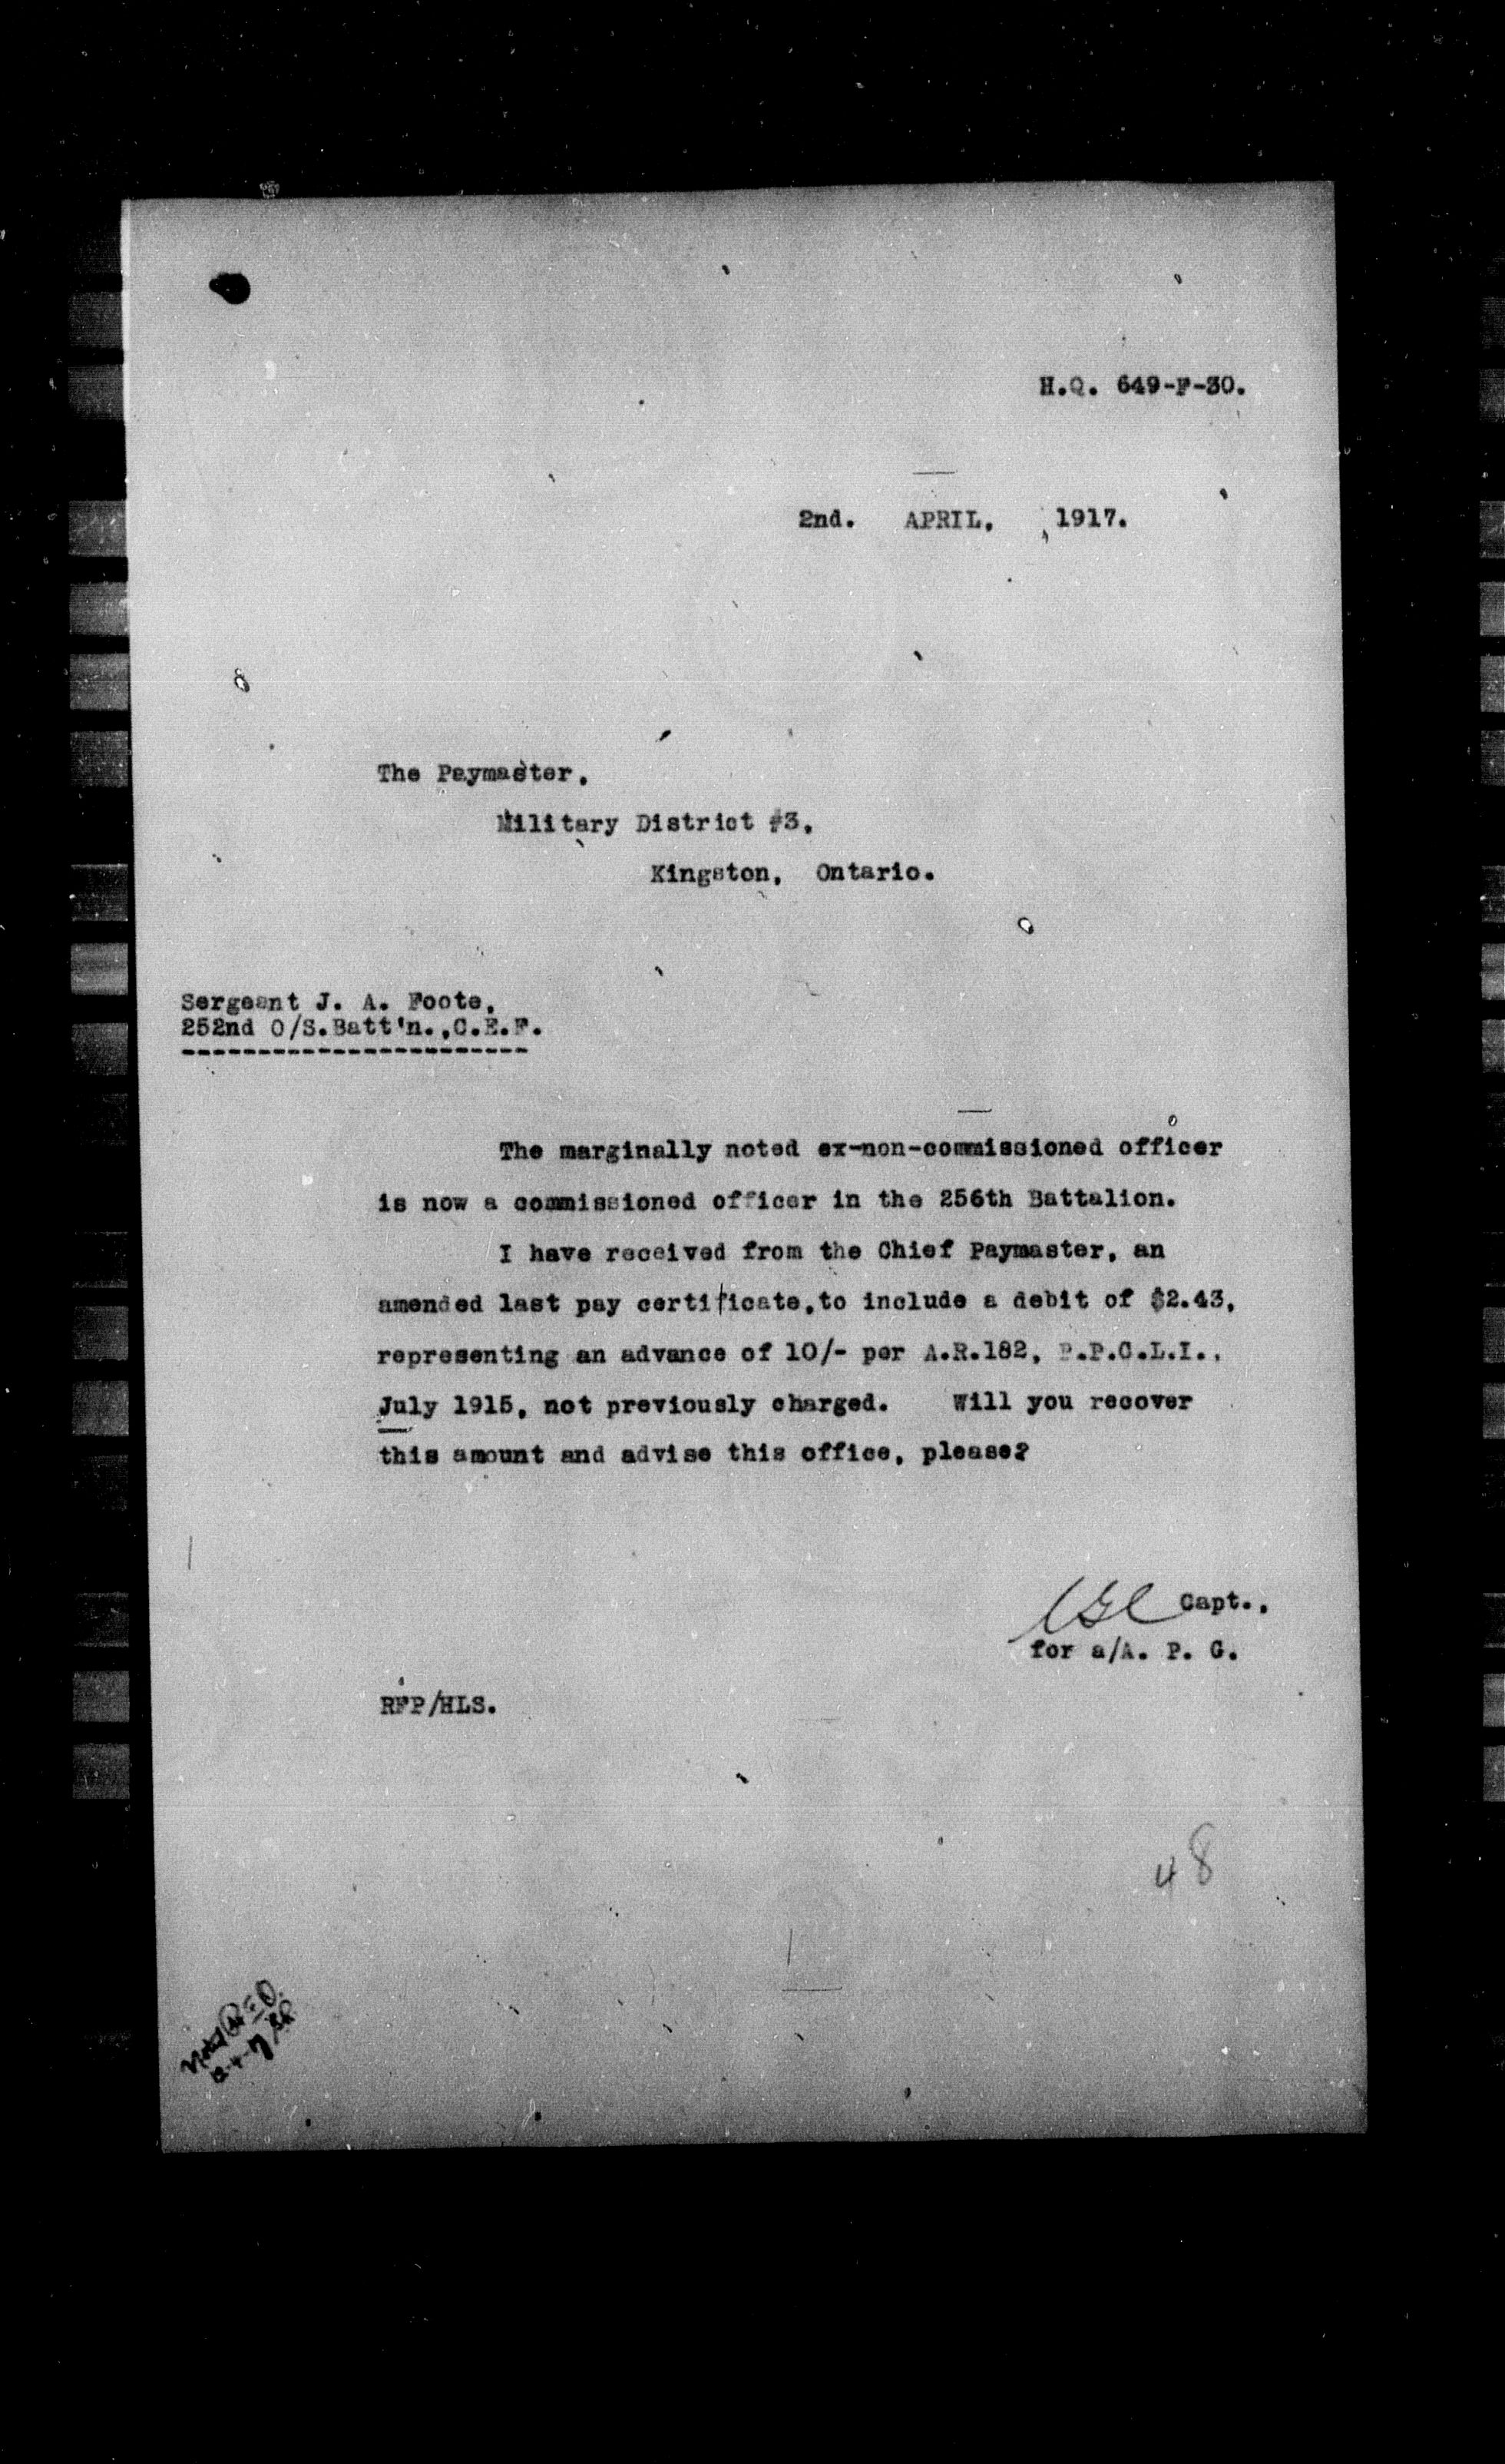 H.Q. 649-F-30.
2nd. APRIL, 1917.
The Paymaster,
Military District #3,
Kingston, Ontario.
Sergeant J. A. Foote,
252nd O/S.Batt'n.,C.E.F.
The marginally noted ex-non-commissioned officer
is now a commissioned officer in the 256th Battalion.
I have received from the Chief Paymaster, an
amended last pay certificate,to include a debit of $2.43,
representing an advance of 10/- per A.R.182, P.P.C.L.I.,
July 1915, not previously charged. Will you recover
this amount and advise this office, please?
Capt.,
for a/A. P. G.
RFP/HLS.
48